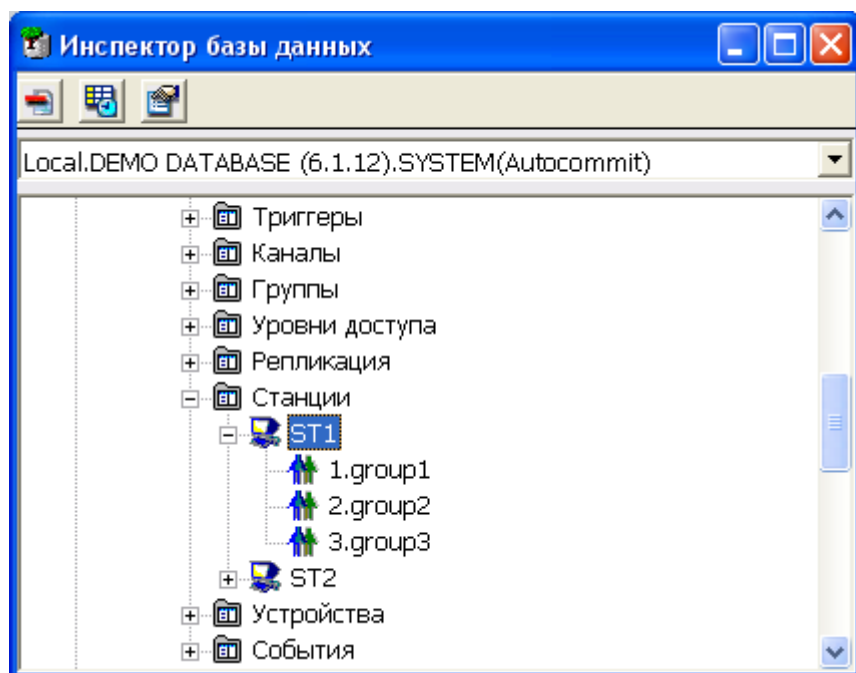 Инспектор базы данных
Local.DEMO DATABASE (6.1.12).SYSTEM(Autocommit)
Триггеры
Каналы
Группы
Уровни доступа
Репликация
Станции
ST1
1.group1
2.group2
3.group3
ST2
Устройства
События